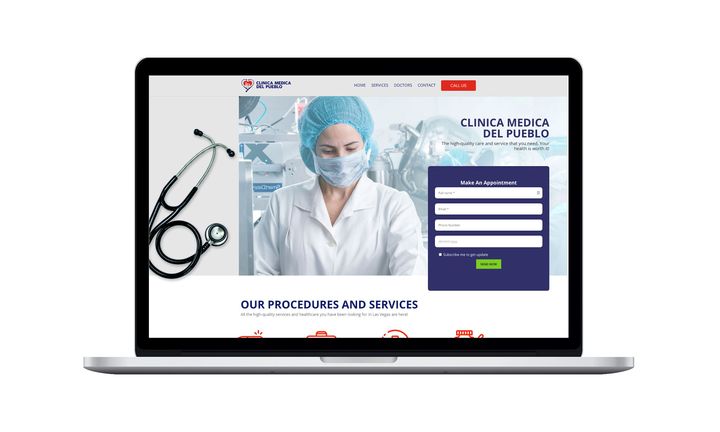 CLINICA MEDICA
DEL PUEBLO
HOME SERVICES DOCTORS CONTACT CALL US
CLINICA MEDICA
DEL PUEBLO
The high-quality care and service that you need. Your
health is worth it!
Make An Appointment
Full name *
Email *
Phone Number
Subscribe me to get update
SEND NOW
OUR PROCEDURES AND SERVICES
All the high-quality services and healthcare you have been looking for in Las Vegas are here!